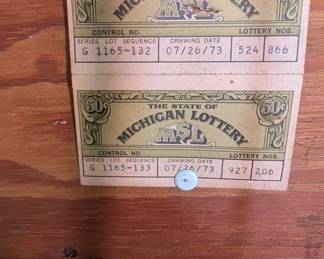 MICHIGAN LOTTERY
MSL
CONTROL NO. LOTTERY NOS.
SERIES LOT SEQUENCE DRAWING DATE
G 1165-132 07/26/73 524 866
50¢ THE STATE OF 50¢
MICHIGAN LOTTERY
MSL
CONTROL NO. LOTTERY NOS.
SERIES LOT SEQUENCE DRAWING DATE
G 1165-133 07/26/73 927 206